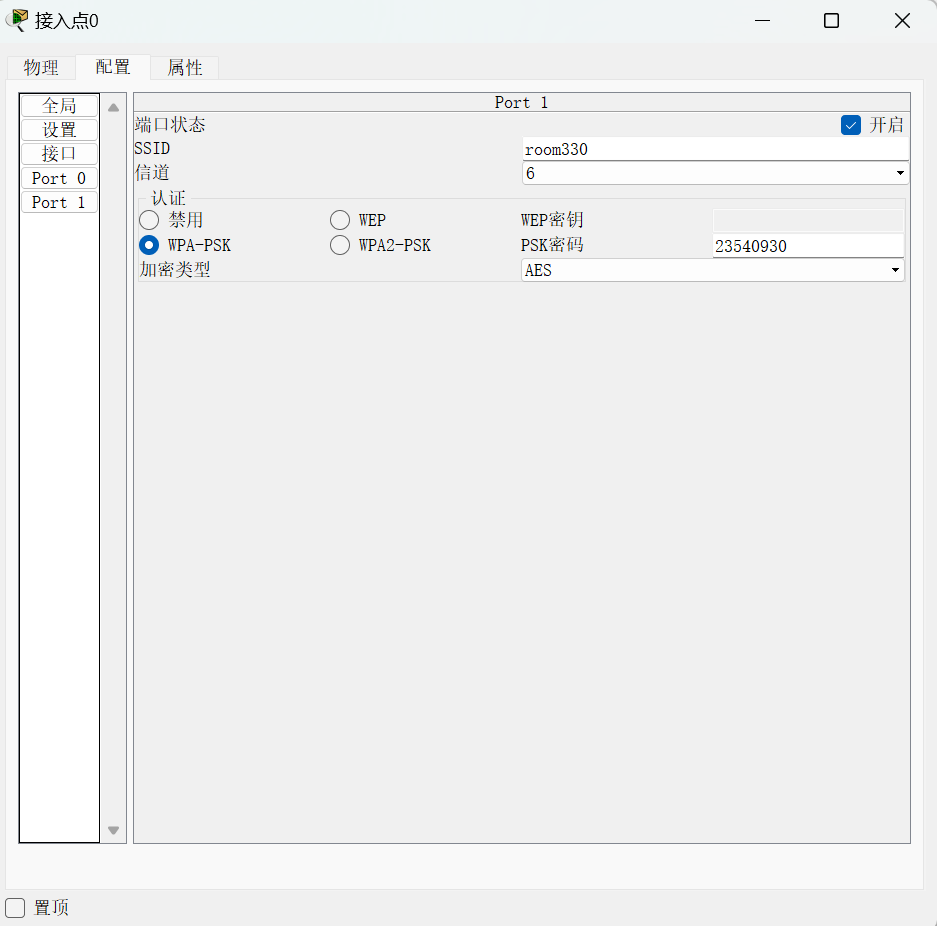 接入点0
物理 配置 属性
全局
设置
接口
Port 0
Port 1
Port 1
端口状态 开启
SSID room330
信道 6
认证
禁用 WEP WEP密钥
WPA-PSK WPA2-PSK PSK密码 23540930
加密类型 AES
置顶